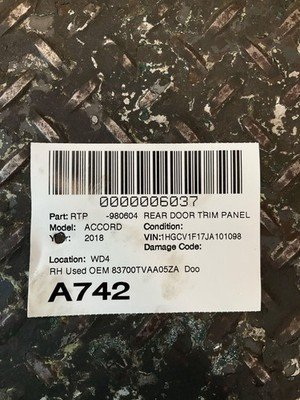 0000006037
Part: RTP -980604 REAR DOOR TRIM PANEL
Model: ACCORD Condition:
Year: 2018 VIN:1HGCV1F17JA101098
Damage Code:
Location: WD4
RH Used OEM 83700TVAA05ZA Doo
A742